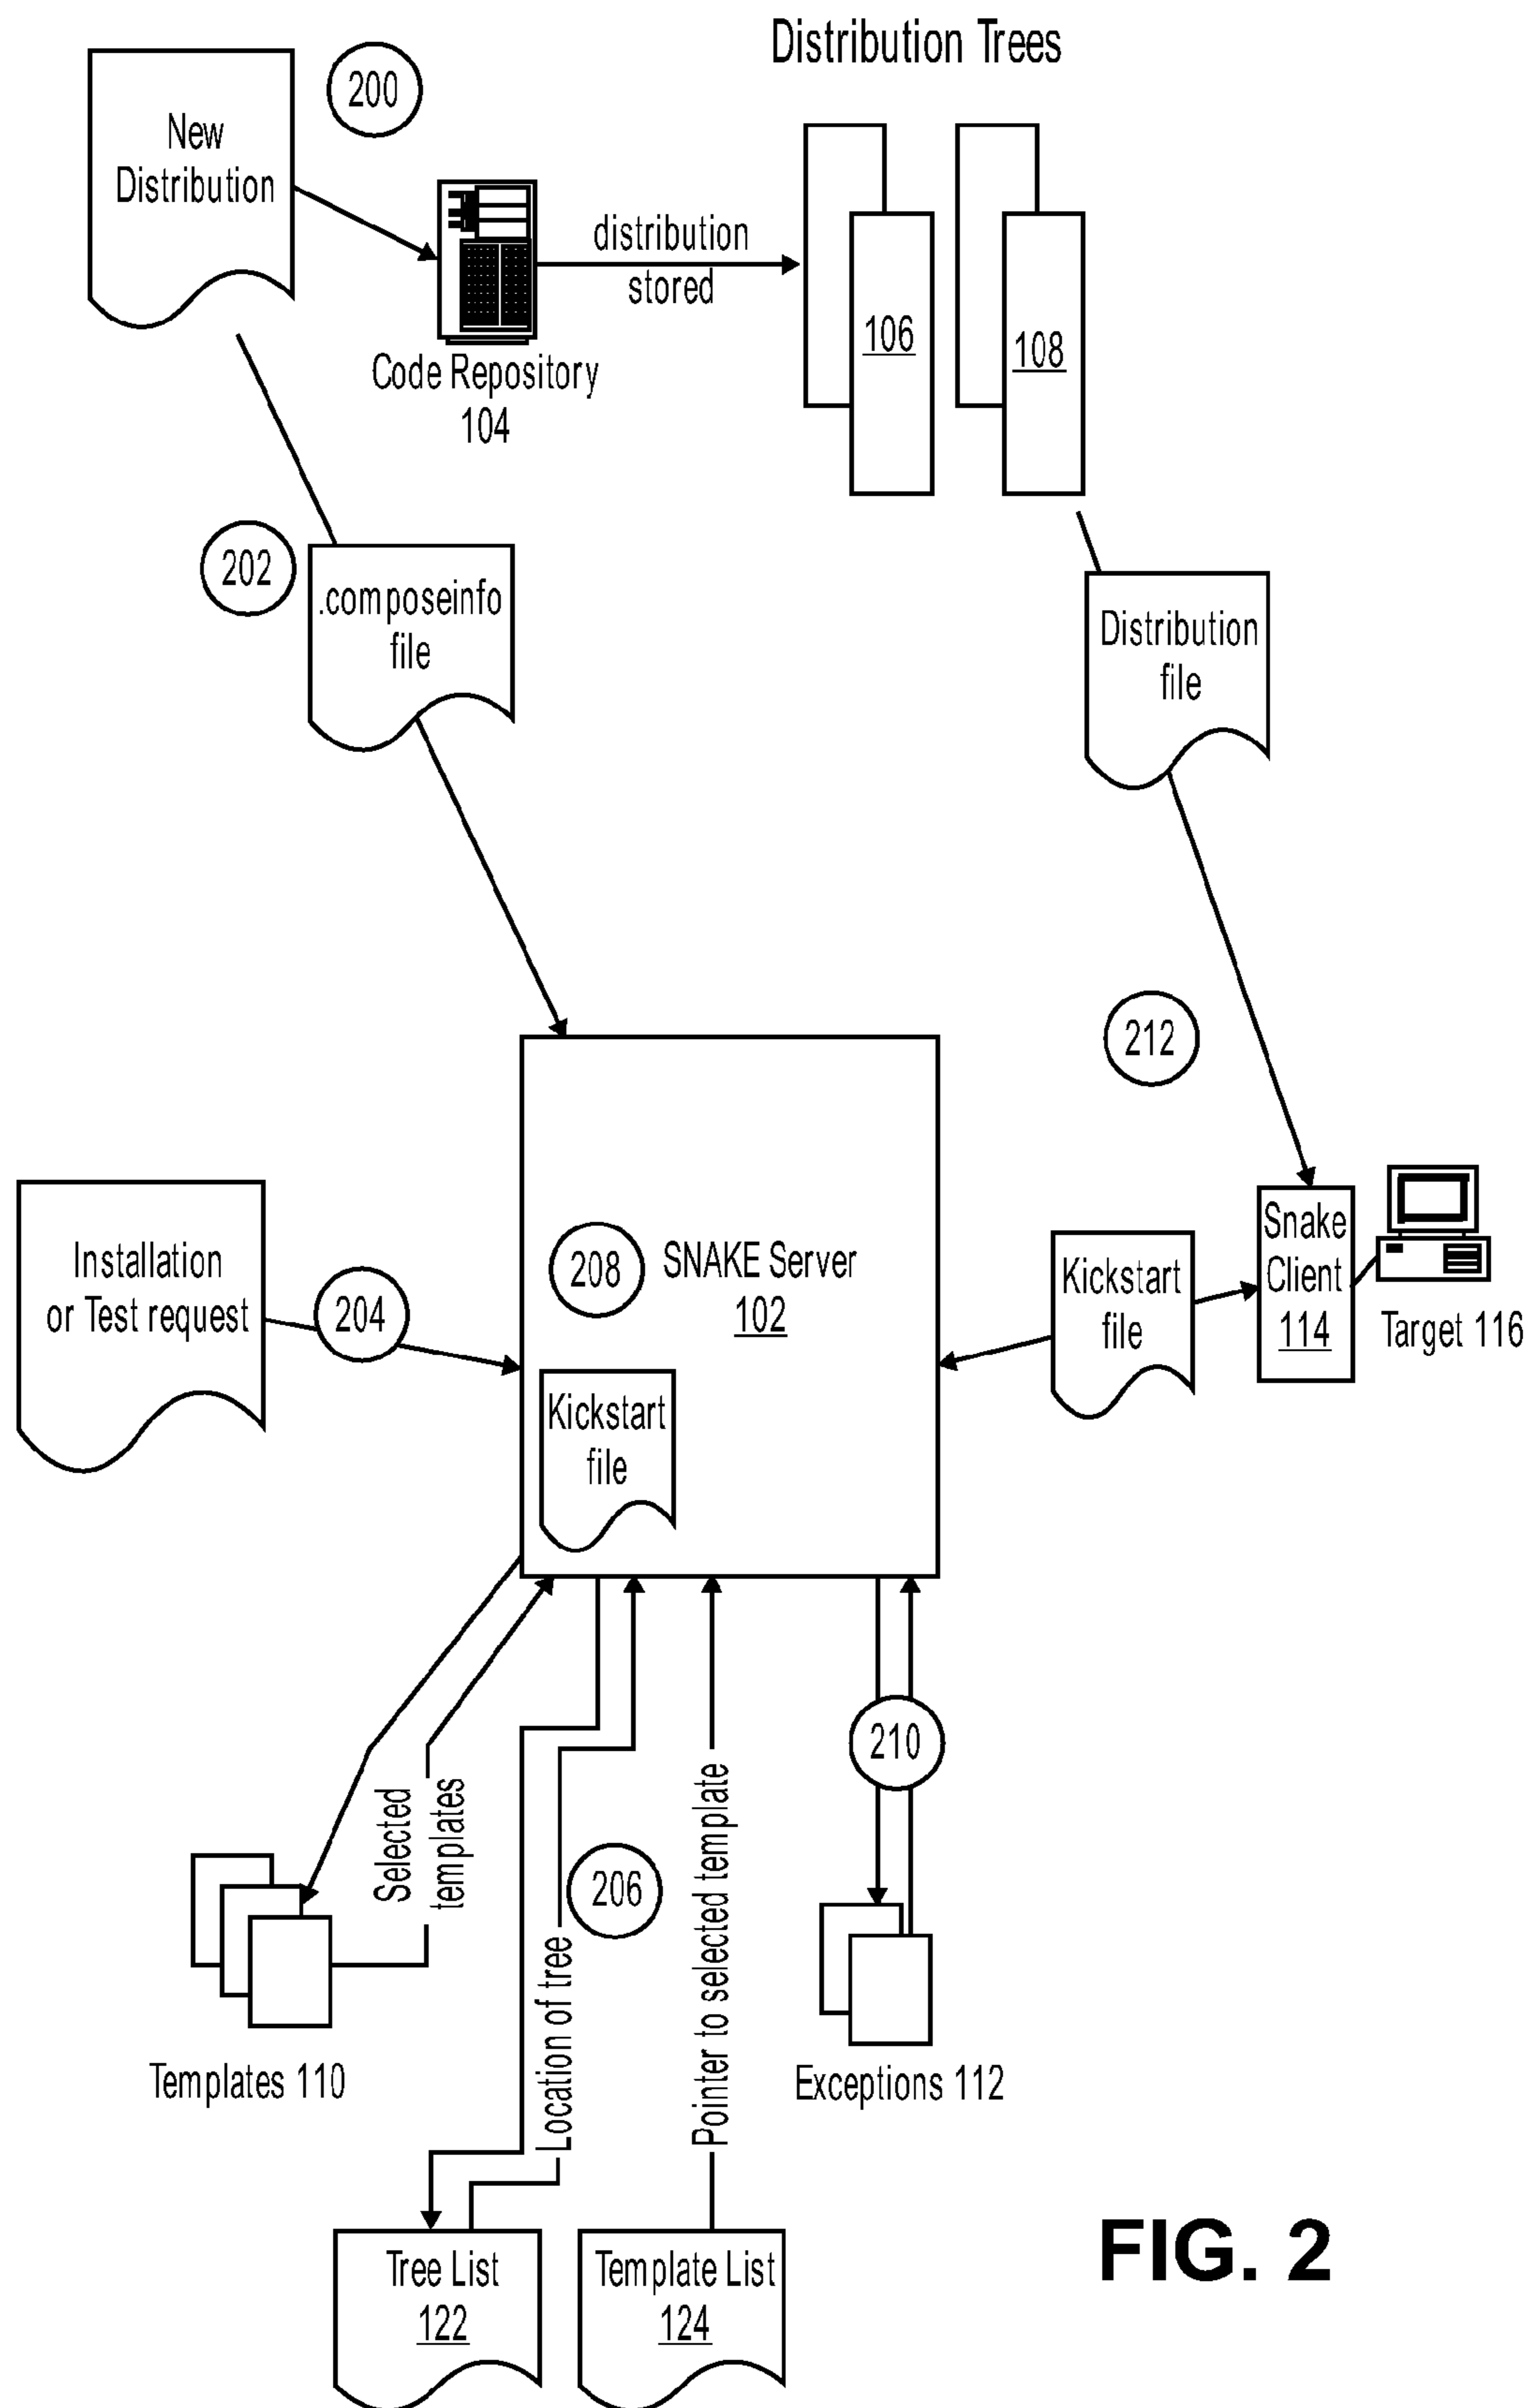 Distribution Trees
200
New
Distribution
distribution
stored
106
108
Code Repository
104
202
.composeinfo
file
Distribution
file
212
Installation
or Test request
204
208
SNAKE Server
102
Kickstart
file
Kickstart
file
Snake
Client
114
Target 116
Selected
templates
206
Location of tree
Pointer to selected template
210
Templates 110
Exceptions 112
Tree List
122
Template List
124
FIG. 2